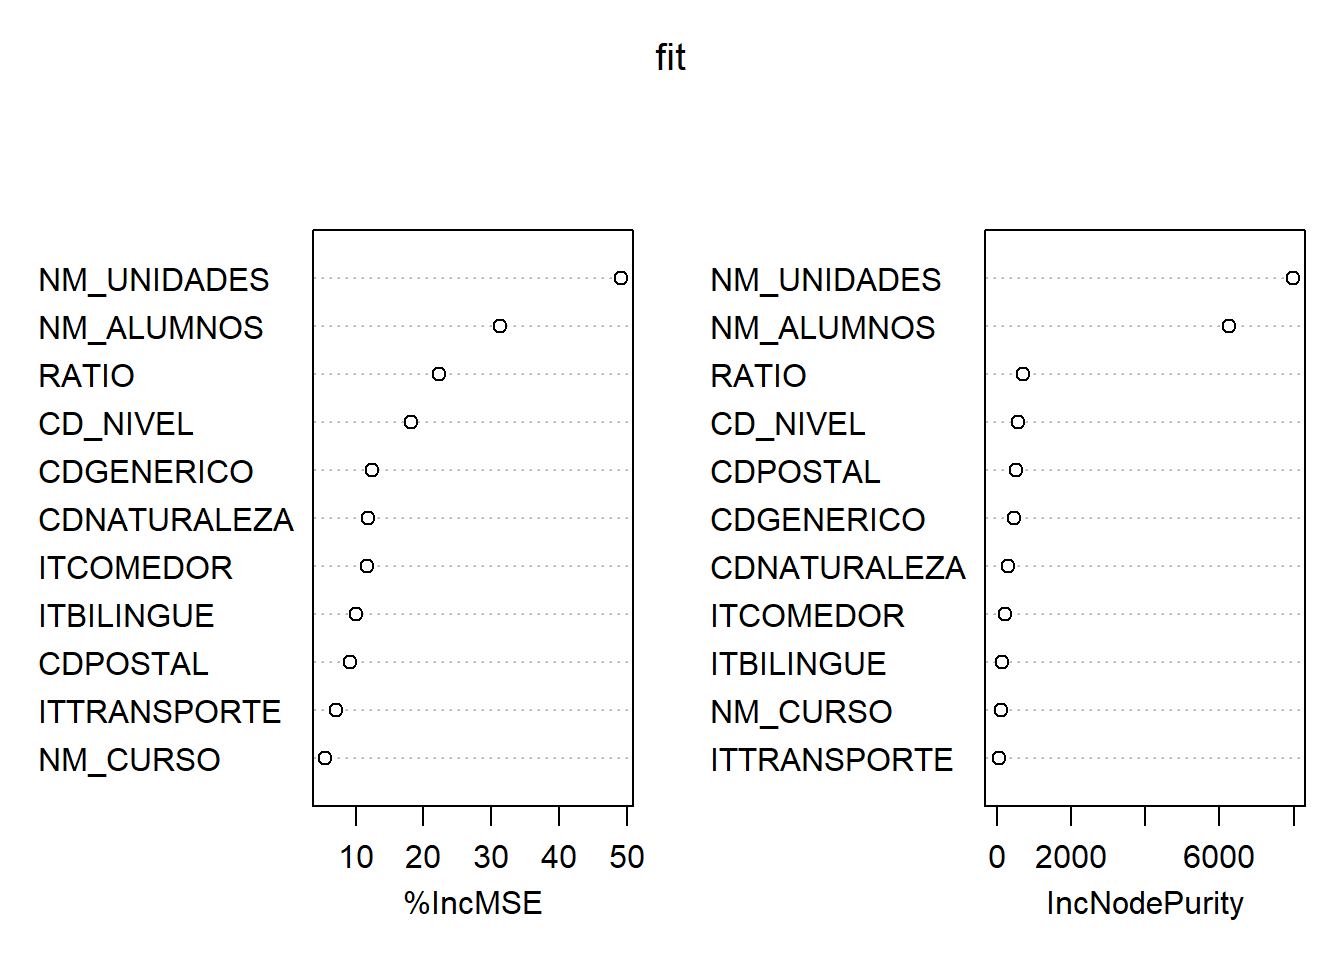 fit
NM_UNIDADES
NM_ALUMNOS
RATIO
CD_NIVEL
CDGENERICO
CDNATURALEZA
ITCOMEDOR
ITBILINGUE
CDPOSTAL
ITTRANSPORTE
NM_CURSO
10 20 30 40 50
%IncMSE
NM_UNIDADES
NM_ALUMNOS
RATIO
CD_NIVEL
CDPOSTAL
CDGENERICO
CDNATURALEZA
ITCOMEDOR
ITBILINGUE
NM_CURSO
ITTRANSPORTE
0 2000 6000
IncNodePurity